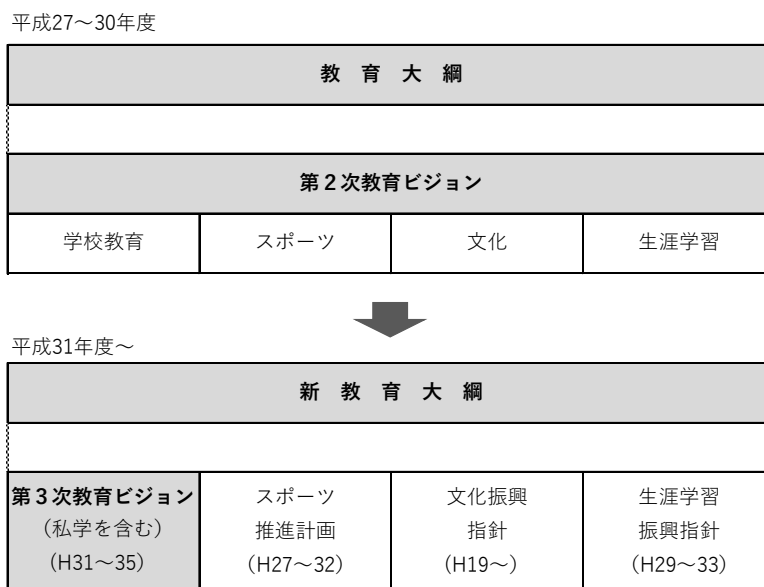 平成27～30年度
教 育 大 綱
第２次教育ビジョン
学校教育 スポーツ 文化 生涯学習
平成31年度～
新 教 育 大 綱
第３次教育ビジョン
（私学を含む）
（H31～35）
スポーツ
推進計画
（H27～32）
文化振興
指針
（H19～）
生涯学習
振興指針
（H29～33）